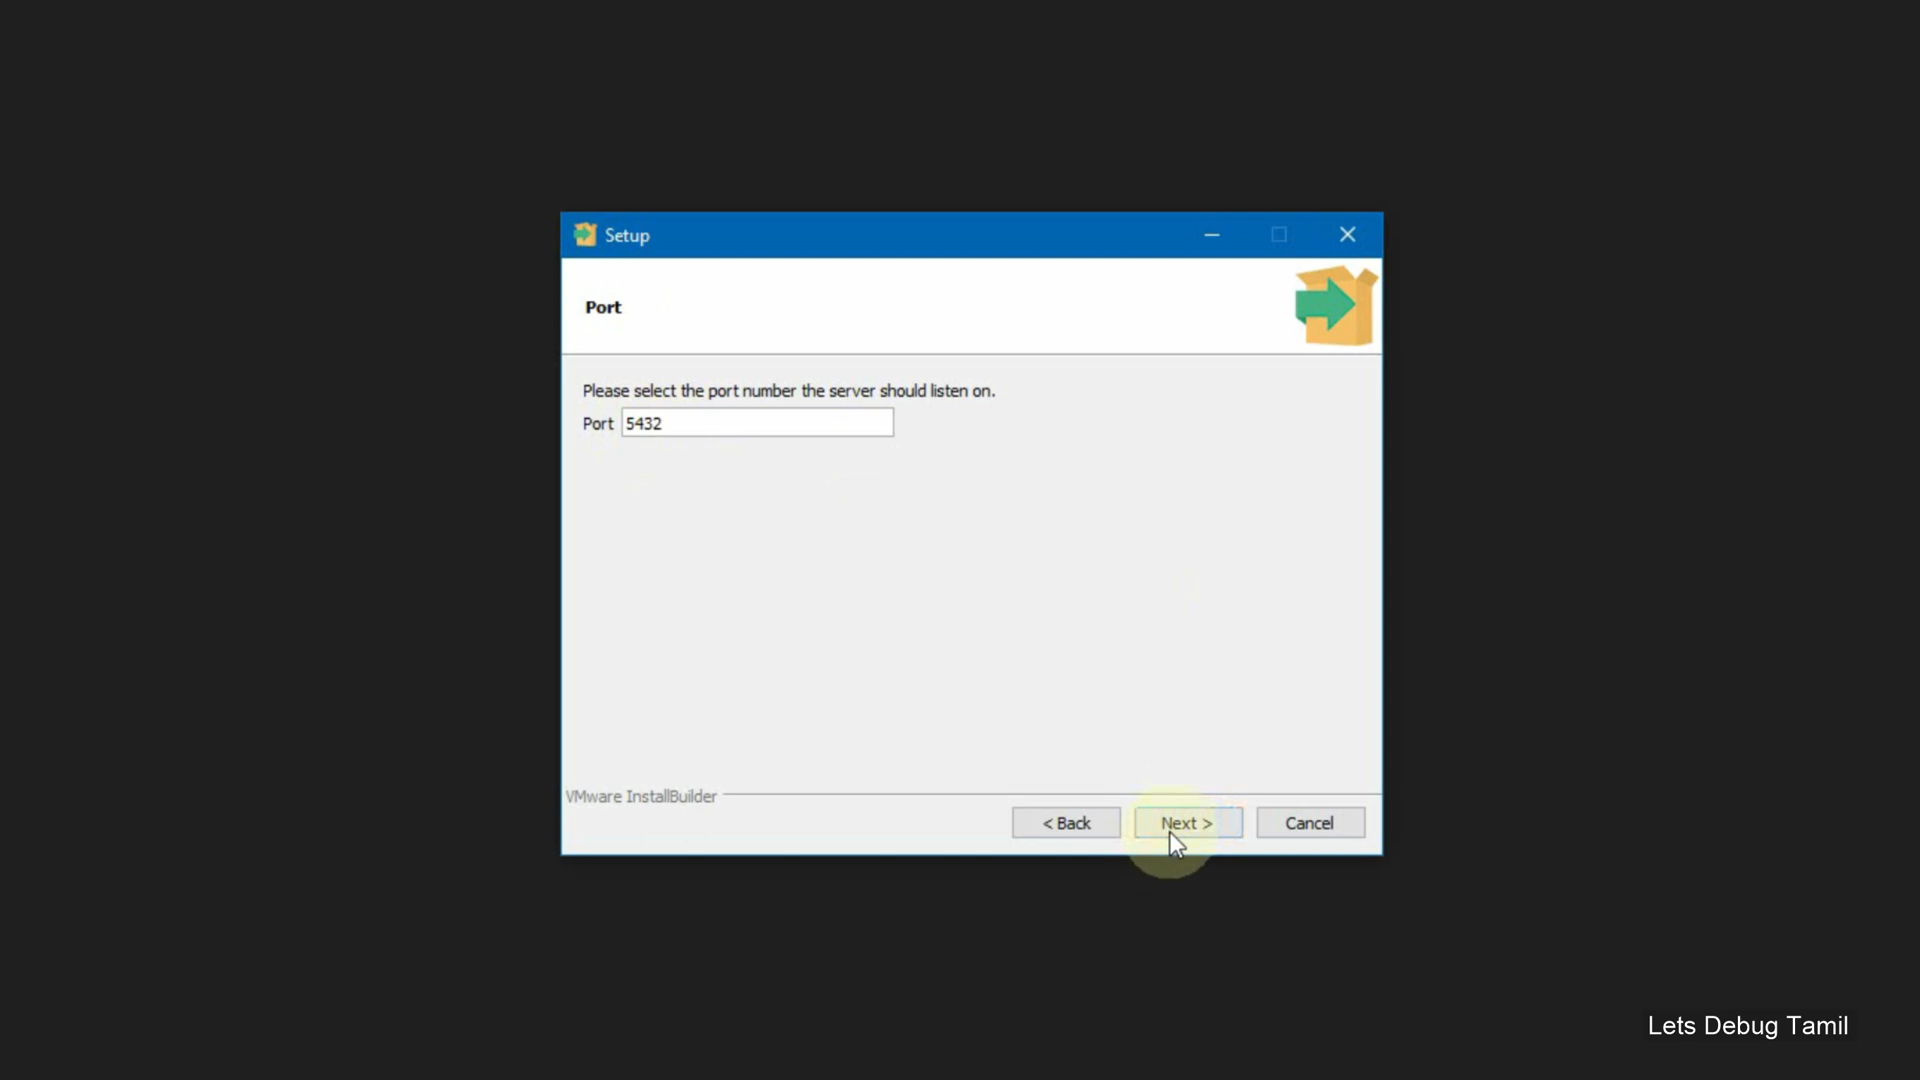 Setup
Port
Please select the port number the server should listen on.
Port 5432
VMware InstallBuilder
< Back Next > Cancel
Lets Debug Tamil